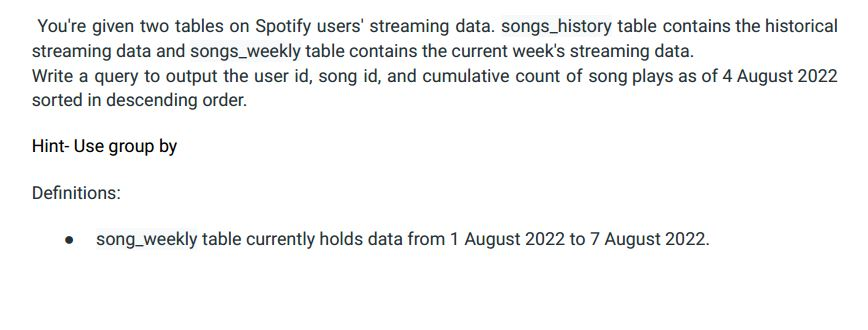 You're given two tables on Spotify users' streaming data. songs_history table contains the historical
streaming data and songs_weekly table contains the current week's streaming data.
Write a query to output the user id, song id, and cumulative count of song plays as of 4 August 2022
sorted in descending order.
Hint- Use group by
Definitions:
● song_weekly table currently holds data from 1 August 2022 to 7 August 2022.